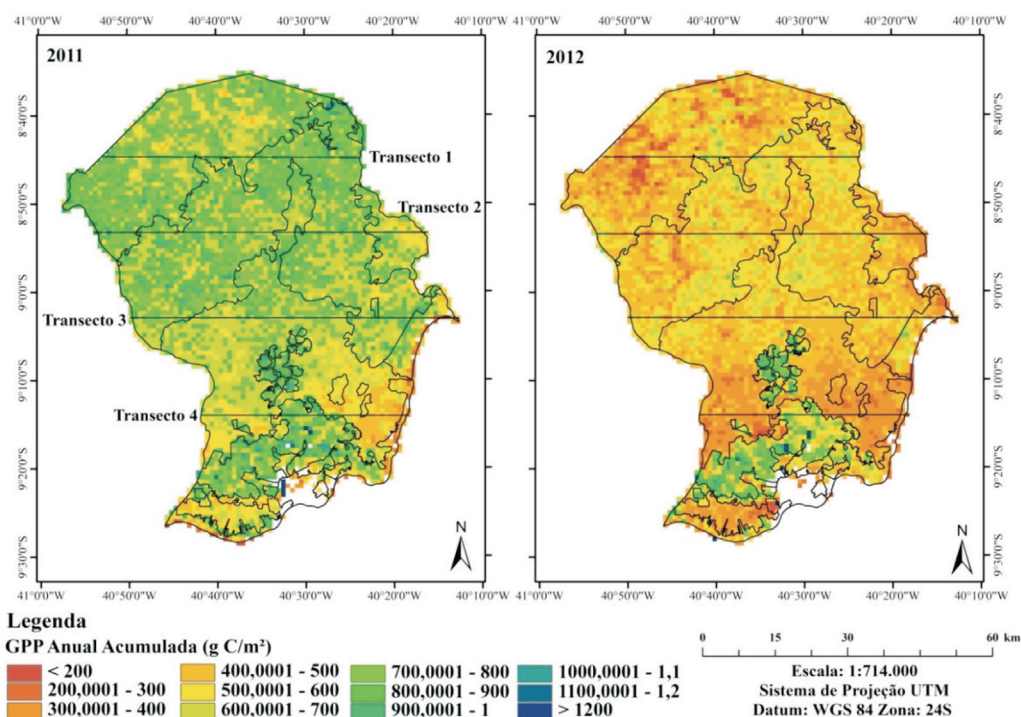 41°00'0"W 40°50'0"W 40°40'0"W 40°30'0"W 40°20'0"W 40°10'0"W
41°00'0"W 40°50'0"W 40°40'0"W 40°30'0"W 40°20'0"W 40°10'0"W
2011
2012
8°40'0"S
8°50'0"S
9°00'0"S
9°10'0"S
9°20'0"S
9°30'0"S
Transecto 1
Transecto 2
Transecto 3
Transecto 4
8°40'0"S
8°50'0"S
9°00'0"S
9°10'0"S
9°20'0"S
9°30'0"S
N
N
41°00'0"W 40°50'0"W 40°40'0"W 40°30'0"W 40°20'0"W 40°10'0"W
41°00'0"W 40°50'0"W 40°40'0"W 40°30'0"W 40°20'0"W 40°10'0"W
Legenda
GPP Anual Acumulada (g C/m²)
< 200 400,0001 - 500 700,0001 - 800 1000,0001 - 1,1
200,0001 - 300 500,0001 - 600 800,0001 - 900 1100,0001 - 1,2
300,0001 - 400 600,0001 - 700 900,0001 - 1 > 1200
0 15 30 60 km
Escala: 1:714.000
Sistema de Projeção UTM
Datum: WGS 84 Zona: 24S